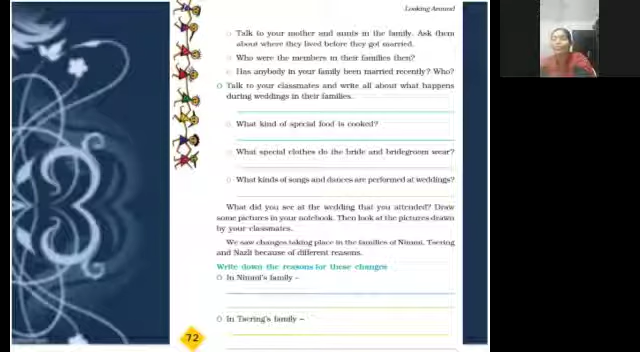 Looking Around
Talk to your mother and aunts in the family. Ask them
about where they lived before they got married.
Who were the members in their families then?
Has anybody in your family been married recently? Who?
Talk to your classmates and write all about what happens
during weddings in their families.
What kind of special food is cooked?
What special clothes do the bride and bridegroom wear?
What kinds of songs and dances are performed at weddings?
What did you see at the wedding that you attended? Draw
some pictures in your notebook. Then look at the pictures drawn
by your classmates.
We saw changes taking place in the families of Nimmi, Tsering
and Nazli because of different reasons.
Write down the reasons for these changes
In Nimmi's family –
In Tsering's family –
72